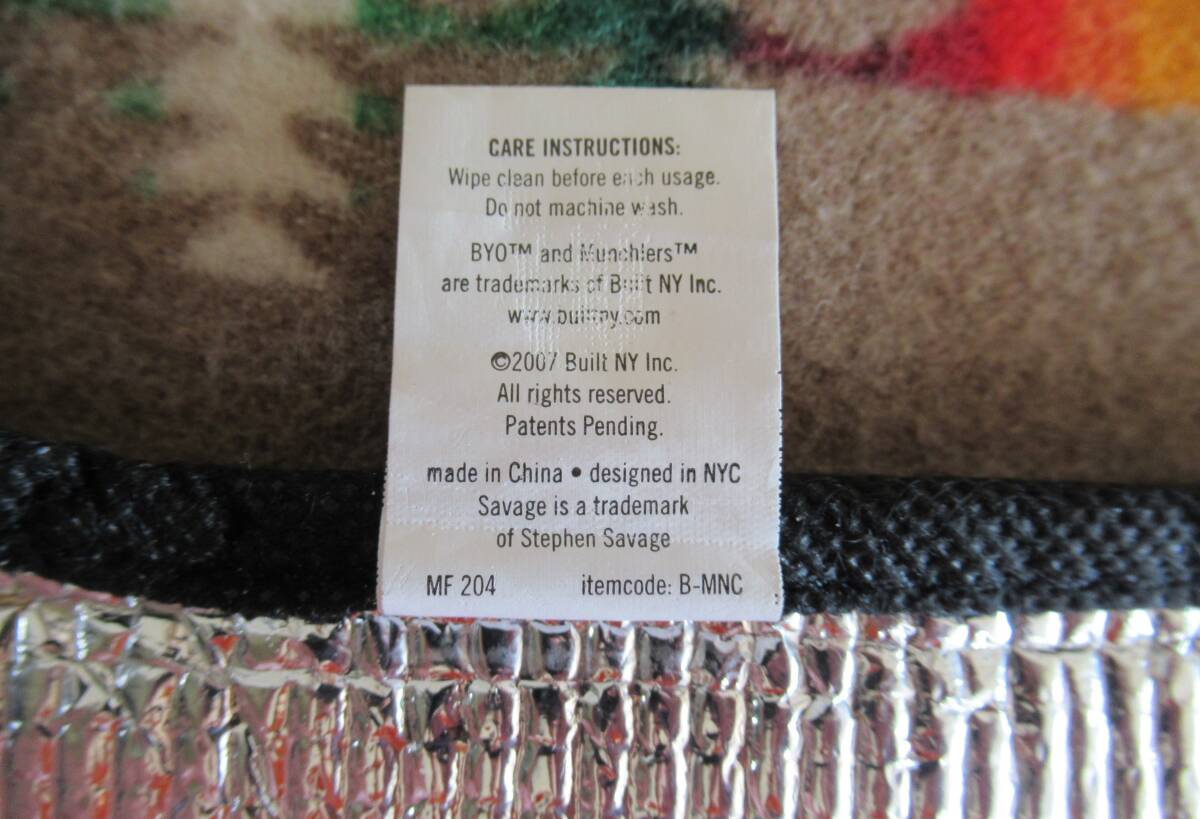 CARE INSTRUCTIONS:
Wipe clean before each usage.
Do not machine wash.
BYO™ and Munchlers™
are trademarks of Built NY Inc.
www.builtny.com
©2007 Built NY Inc.
All rights reserved.
Patents Pending.
made in China • designed in NYC
Savage is a trademark
of Stephen Savage
MF 204 itemcode: B-MNC